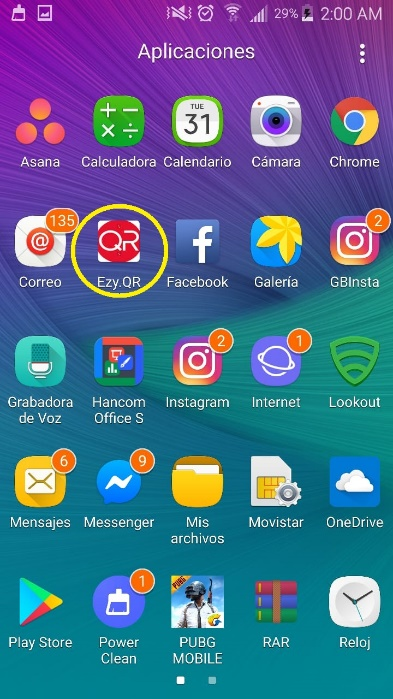 29% 2:00 AM
Aplicaciones
TUE
31
Asana Calculadora Calendario Cámara Chrome
135
QR
2
Correo Ezy.QR Facebook Galería GBInsta
2
1
Grabadora de Voz
Hancom Office S
Instagram Internet Lookout
6
9
Mensajes Messenger
Mis archivos
Movistar OneDrive
1
PUBG
Play Store
Power Clean
PUBG MOBILE
RAR Reloj